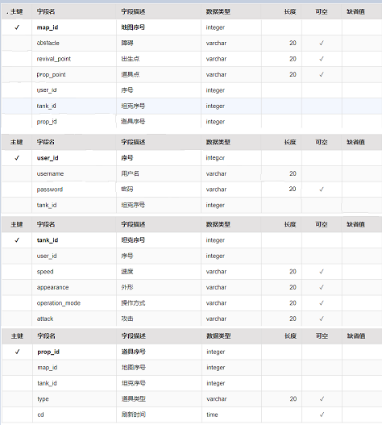 主键 字段名 字段描述 数据类型 长度 可空 缺省值
✓ map_id 地图序号 integer
obstacle 障碍 varchar 20 ✓
revival_point 出生点 varchar 20 ✓
prop_point 道具点 varchar 20 ✓
user_id 序号 integer
tank_id 坦克序号 integer
prop_id 道具序号 integer
主键 字段名 字段描述 数据类型 长度 可空 缺省值
✓ user_id 序号 integer
username 用户名 varchar 20
password 密码 varchar 20 ✓
tank_id 坦克序号 integer
主键 字段名 字段描述 数据类型 长度 可空 缺省值
✓ tank_id 坦克序号 integer
user_id 序号 integer
speed 速度 varchar 20 ✓
appearance 外形 varchar 20 ✓
operation_mode 操作方式 varchar 20 ✓
attack 攻击 varchar 20 ✓
主键 字段名 字段描述 数据类型 长度 可空 缺省值
✓ prop_id 道具序号 integer
map_id 地图序号 integer
tank_id 坦克序号 integer
type 道具类型 varchar 20 ✓
cd 刷新时间 time ✓